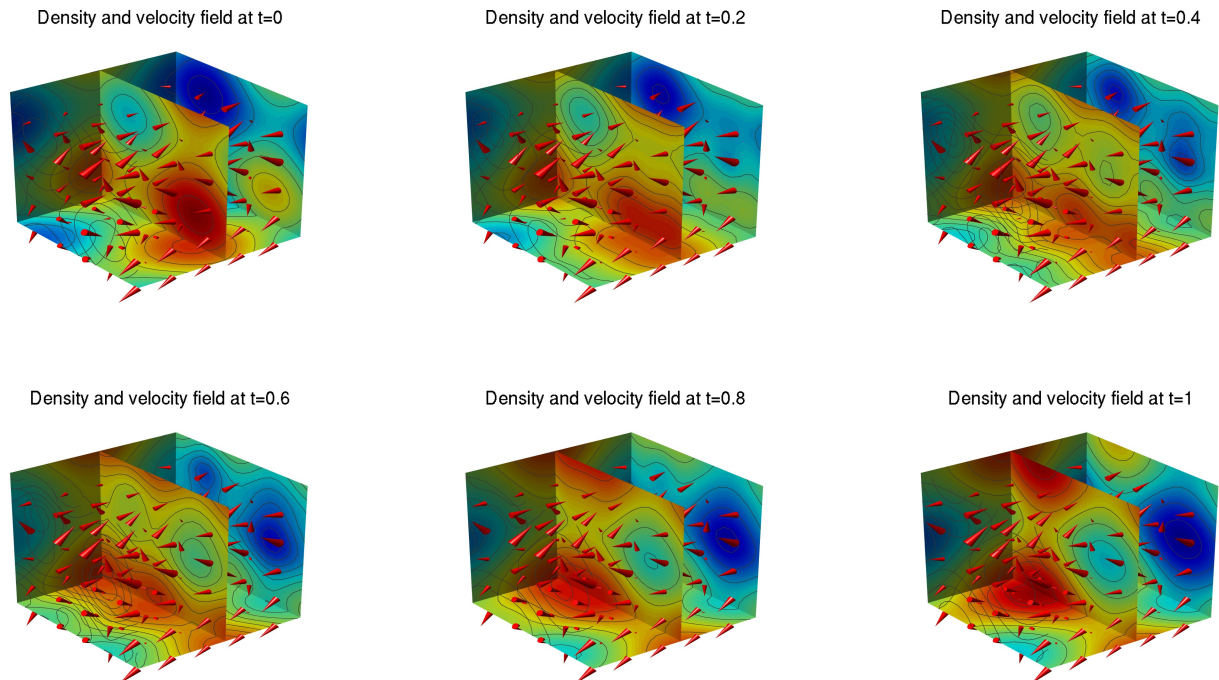 Density and velocity field at t=0
Density and velocity field at t=0.2
Density and velocity field at t=0.4
Density and velocity field at t=0.6
Density and velocity field at t=0.8
Density and velocity field at t=1